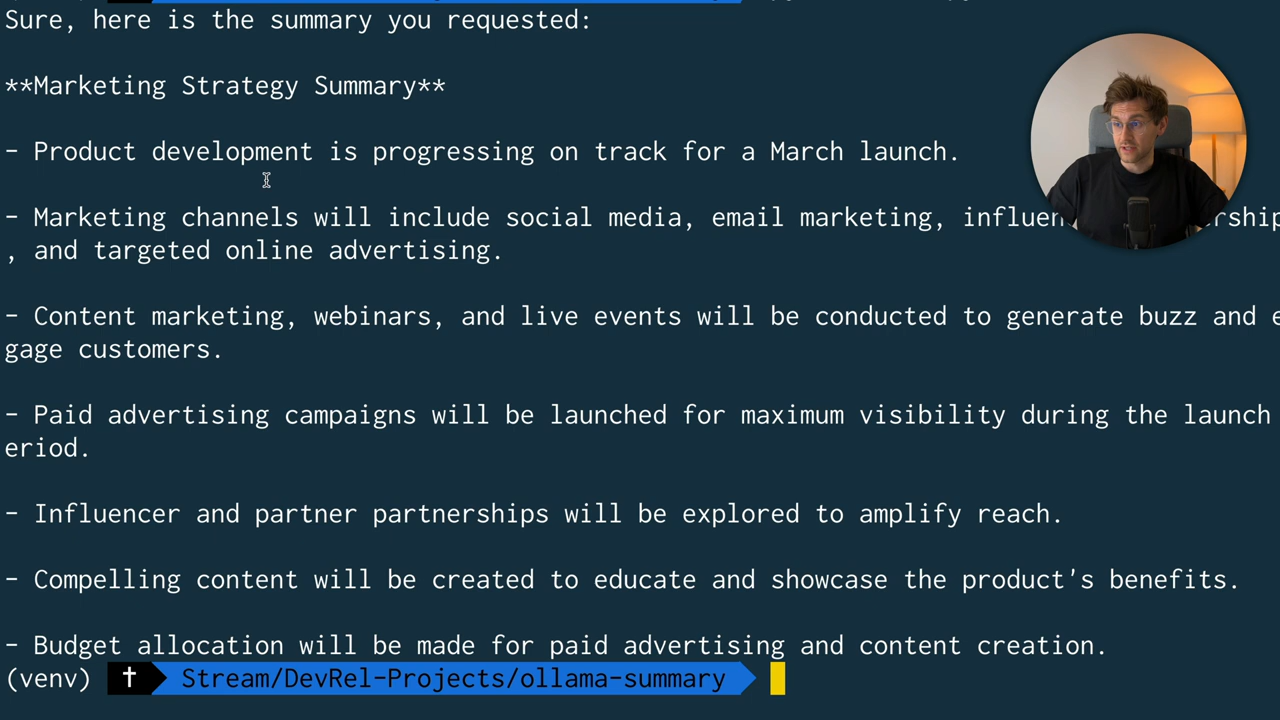 Sure, here is the summary you requested:
**Marketing Strategy Summary**
- Product development is progressing on track for a March launch.
- Marketing channels will include social media, email marketing, influen rship
, and targeted online advertising.
- Content marketing, webinars, and live events will be conducted to generate buzz and e
gage customers.
- Paid advertising campaigns will be launched for maximum visibility during the launch
eriod.
- Influencer and partner partnerships will be explored to amplify reach.
- Compelling content will be created to educate and showcase the product's benefits.
- Budget allocation will be made for paid advertising and content creation.
(venv) † Stream/DevRel-Projects/ollama-summary